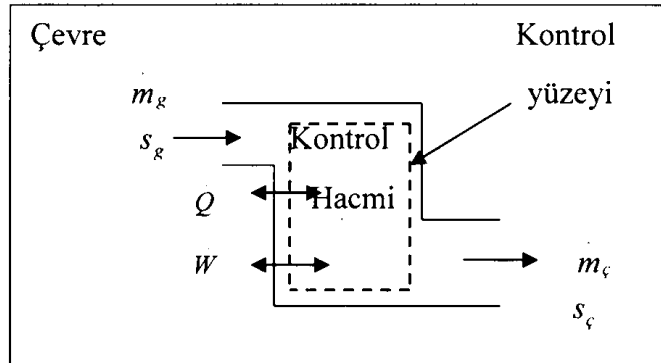 Çevre
Kontrol
yüzeyi
m_g
s_g
Kontrol
Hacmi
Q
W
m_ç
s_ç